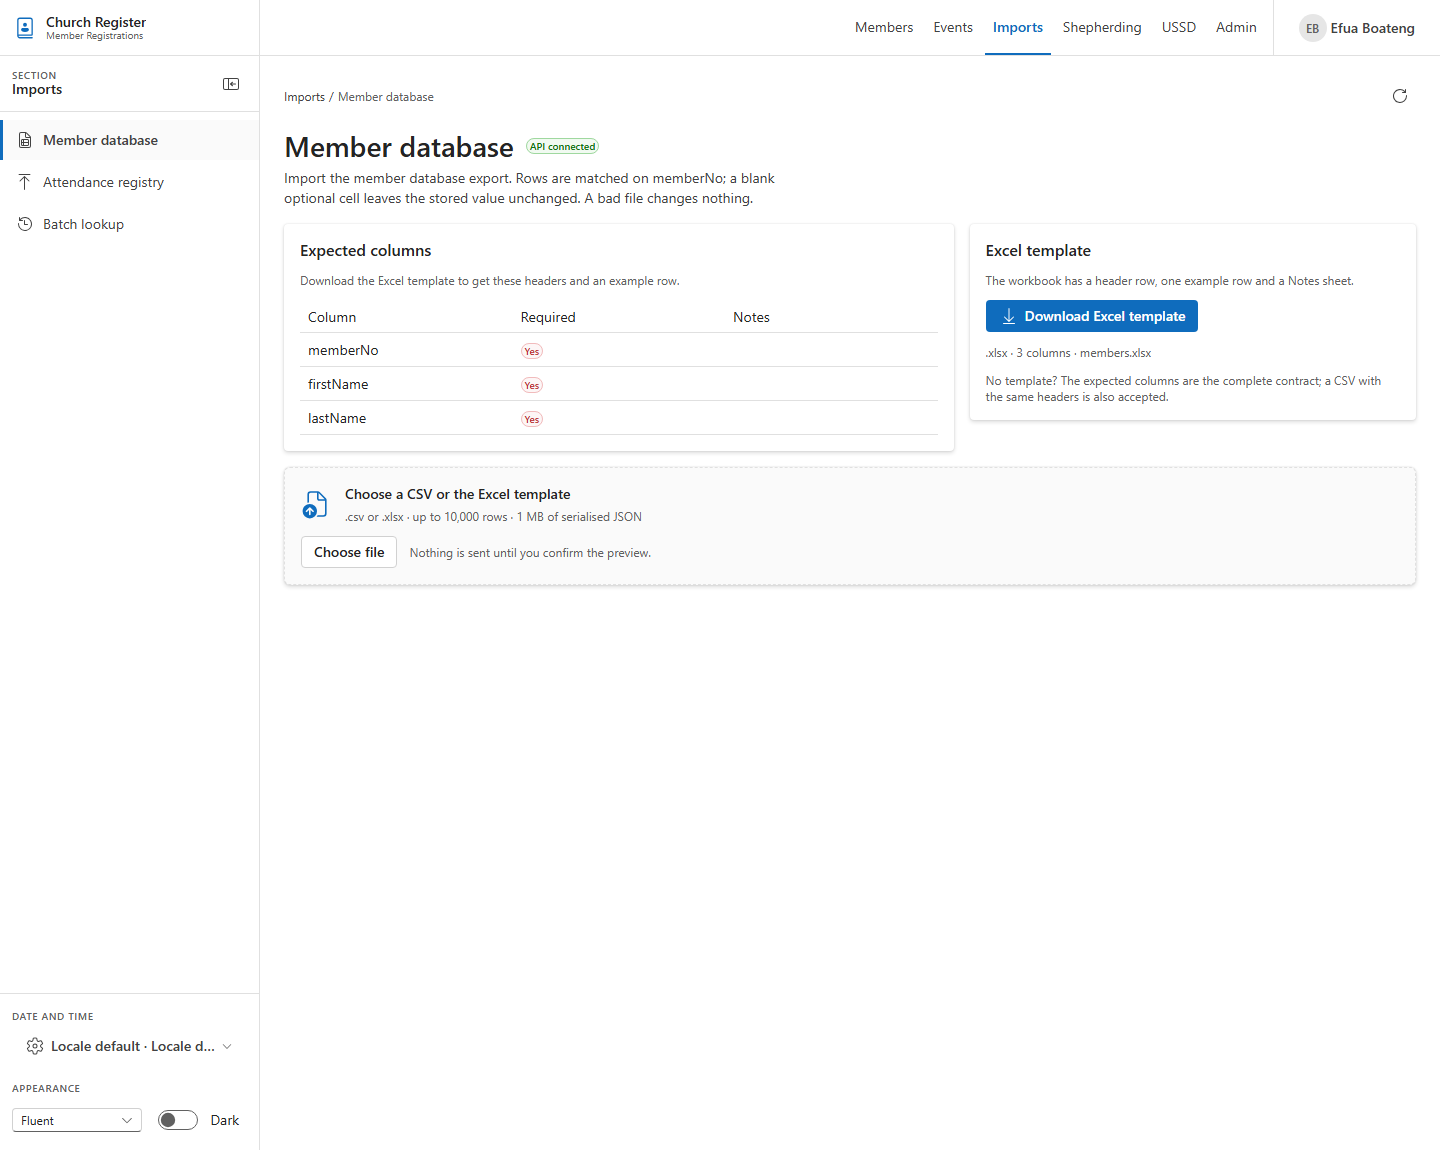 Church Register
Member Registrations
Members
Events
Imports
Shepherding
USSD
Admin
EB
Efua Boateng
SECTION
Imports
Member database
Attendance registry
Batch lookup
Imports / Member database
Member database
API connected
Import the member database export. Rows are matched on memberNo; a blank
optional cell leaves the stored value unchanged. A bad file changes nothing.
Expected columns
Download the Excel template to get these headers and an example row.
Column Required Notes
memberNo Yes
firstName Yes
lastName Yes
Excel template
The workbook has a header row, one example row and a Notes sheet.
Download Excel template
.xlsx · 3 columns · members.xlsx
No template? The expected columns are the complete contract; a CSV with
the same headers is also accepted.
Choose a CSV or the Excel template
.csv or .xlsx · up to 10,000 rows · 1 MB of serialised JSON
Choose file
Nothing is sent until you confirm the preview.
DATE AND TIME
Locale default · Locale d...
APPEARANCE
Fluent
Dark